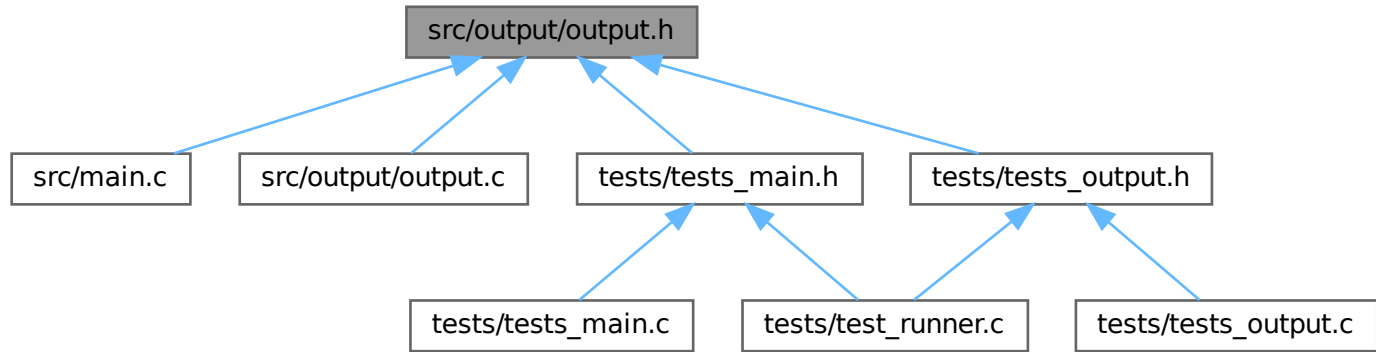 src/output/output.h
src/main.c
src/output/output.c
tests/tests_main.h
tests/tests_output.h
tests/tests_main.c
tests/test_runner.c
tests/tests_output.c